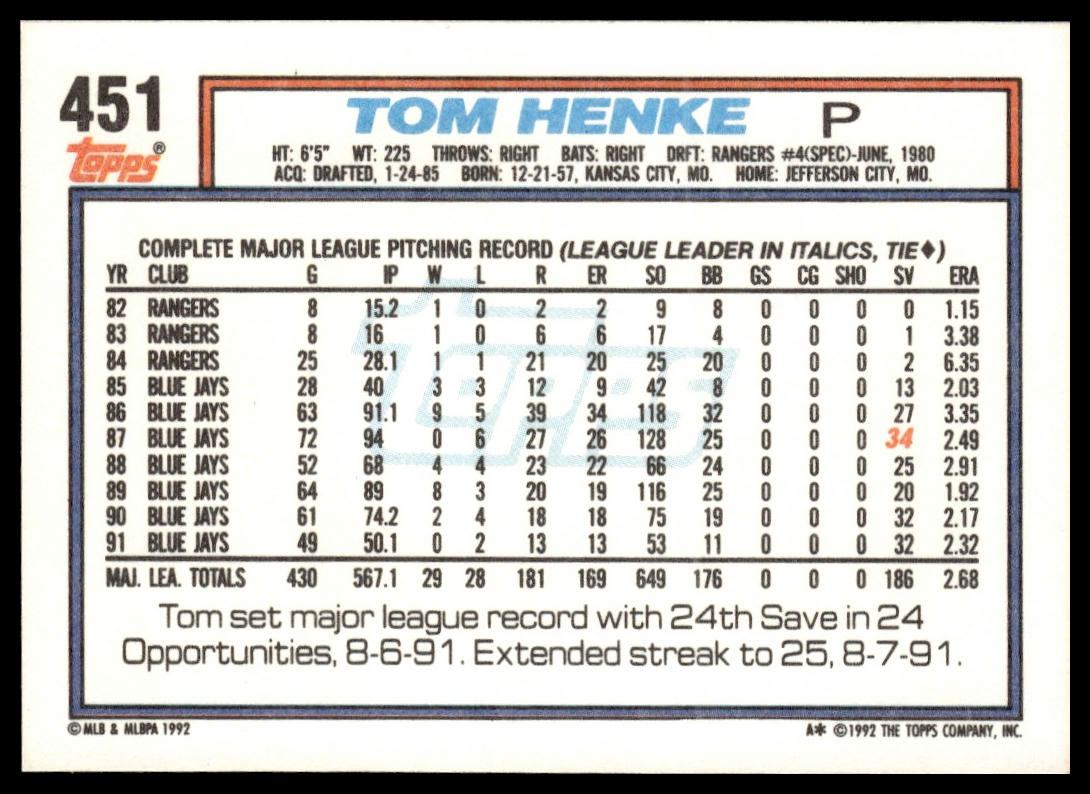 451
topps®
TOM HENKE P
HT: 6'5" WT: 225 THROWS: RIGHT BATS: RIGHT DRFT: RANGERS #4(SPEC)-JUNE, 1980
ACQ: DRAFTED, 1-24-85 BORN: 12-21-57, KANSAS CITY, MO. HOME: JEFFERSON CITY, MO.
COMPLETE MAJOR LEAGUE PITCHING RECORD (LEAGUE LEADER IN ITALICS, TIE♦)
YR CLUB G IP W L R ER SO BB GS CG SHO SV ERA
82 RANGERS 8 15.2 1 0 2 2 9 8 0 0 0 0 1.15
83 RANGERS 8 16 1 0 6 6 17 4 0 0 0 1 3.38
84 RANGERS 25 28.1 1 1 21 20 25 20 0 0 0 2 6.35
85 BLUE JAYS 28 40 3 3 12 9 42 8 0 0 0 13 2.03
86 BLUE JAYS 63 91.1 9 5 39 34 118 32 0 0 0 27 3.35
87 BLUE JAYS 72 94 0 6 27 26 128 25 0 0 0 34 2.49
88 BLUE JAYS 52 68 4 4 23 22 66 24 0 0 0 25 2.91
89 BLUE JAYS 64 89 8 3 20 19 116 25 0 0 0 20 1.92
90 BLUE JAYS 61 74.2 2 4 18 18 75 19 0 0 0 32 2.17
91 BLUE JAYS 49 50.1 0 2 13 13 53 11 0 0 0 32 2.32
MAJ. LEA. TOTALS 430 567.1 29 28 181 169 649 176 0 0 0 186 2.68
Topps
Tom set major league record with 24th Save in 24
Opportunities, 8-6-91. Extended streak to 25, 8-7-91.
© MLB & MLBPA 1992
A* ©1992 THE TOPPS COMPANY, INC.